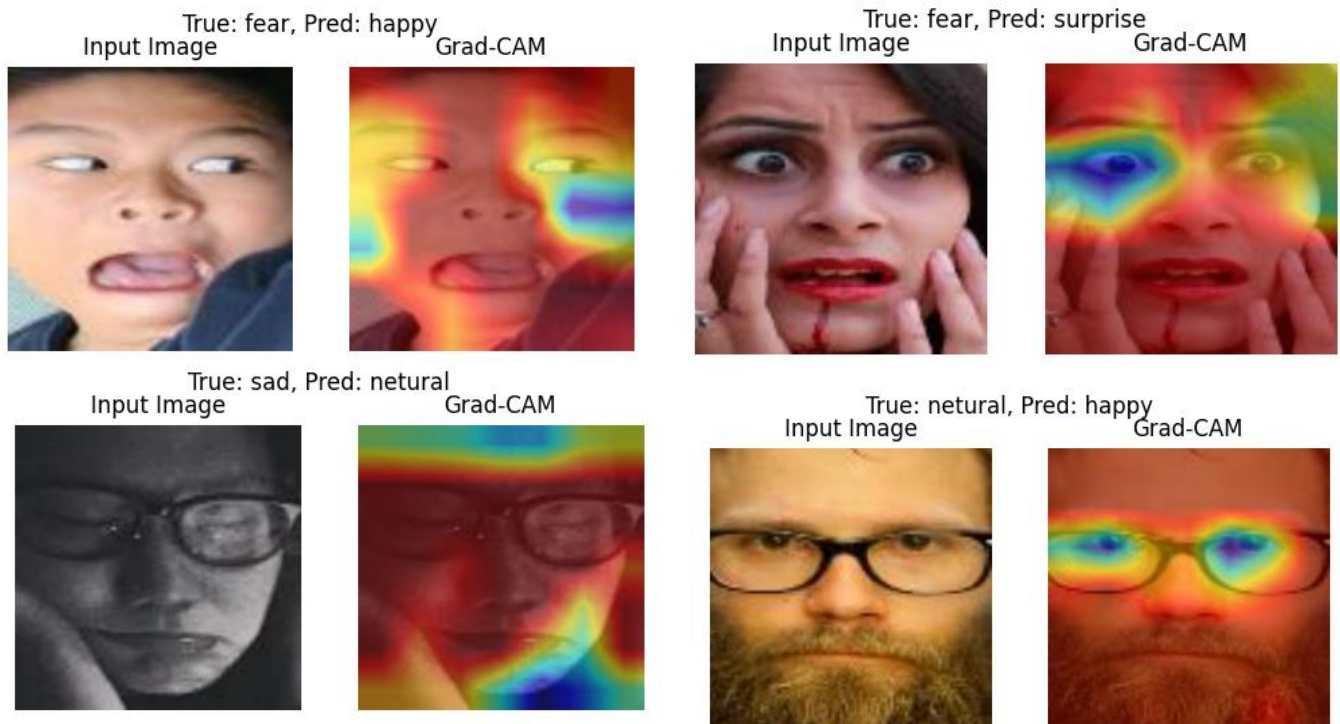 True: fear, Pred: happy
Input Image
Grad-CAM
True: fear, Pred: surprise
Input Image
Grad-CAM
True: sad, Pred: netural
Input Image
Grad-CAM
True: netural, Pred: happy
Input Image
Grad-CAM